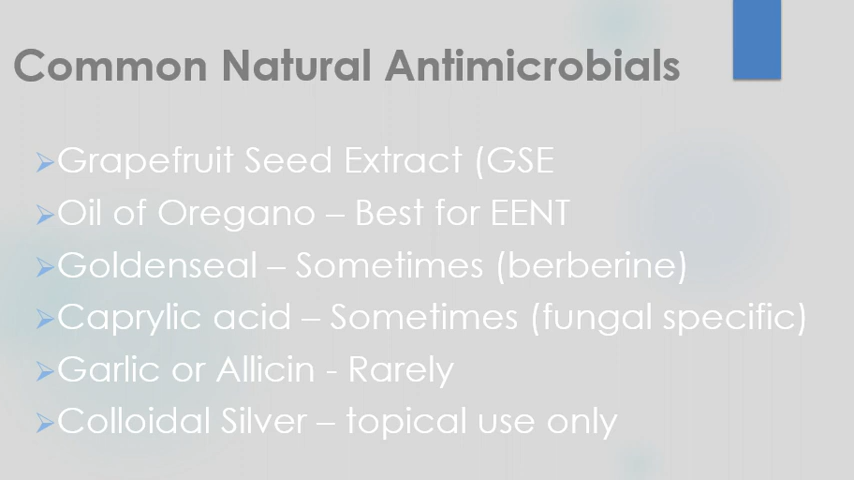 Common Natural Antimicrobials
➢Grapefruit Seed Extract (GSE
➢Oil of Oregano – Best for EENT
➢Goldenseal – Sometimes (berberine)
➢Caprylic acid – Sometimes (fungal specific)
➢Garlic or Allicin - Rarely
➢Colloidal Silver – topical use only